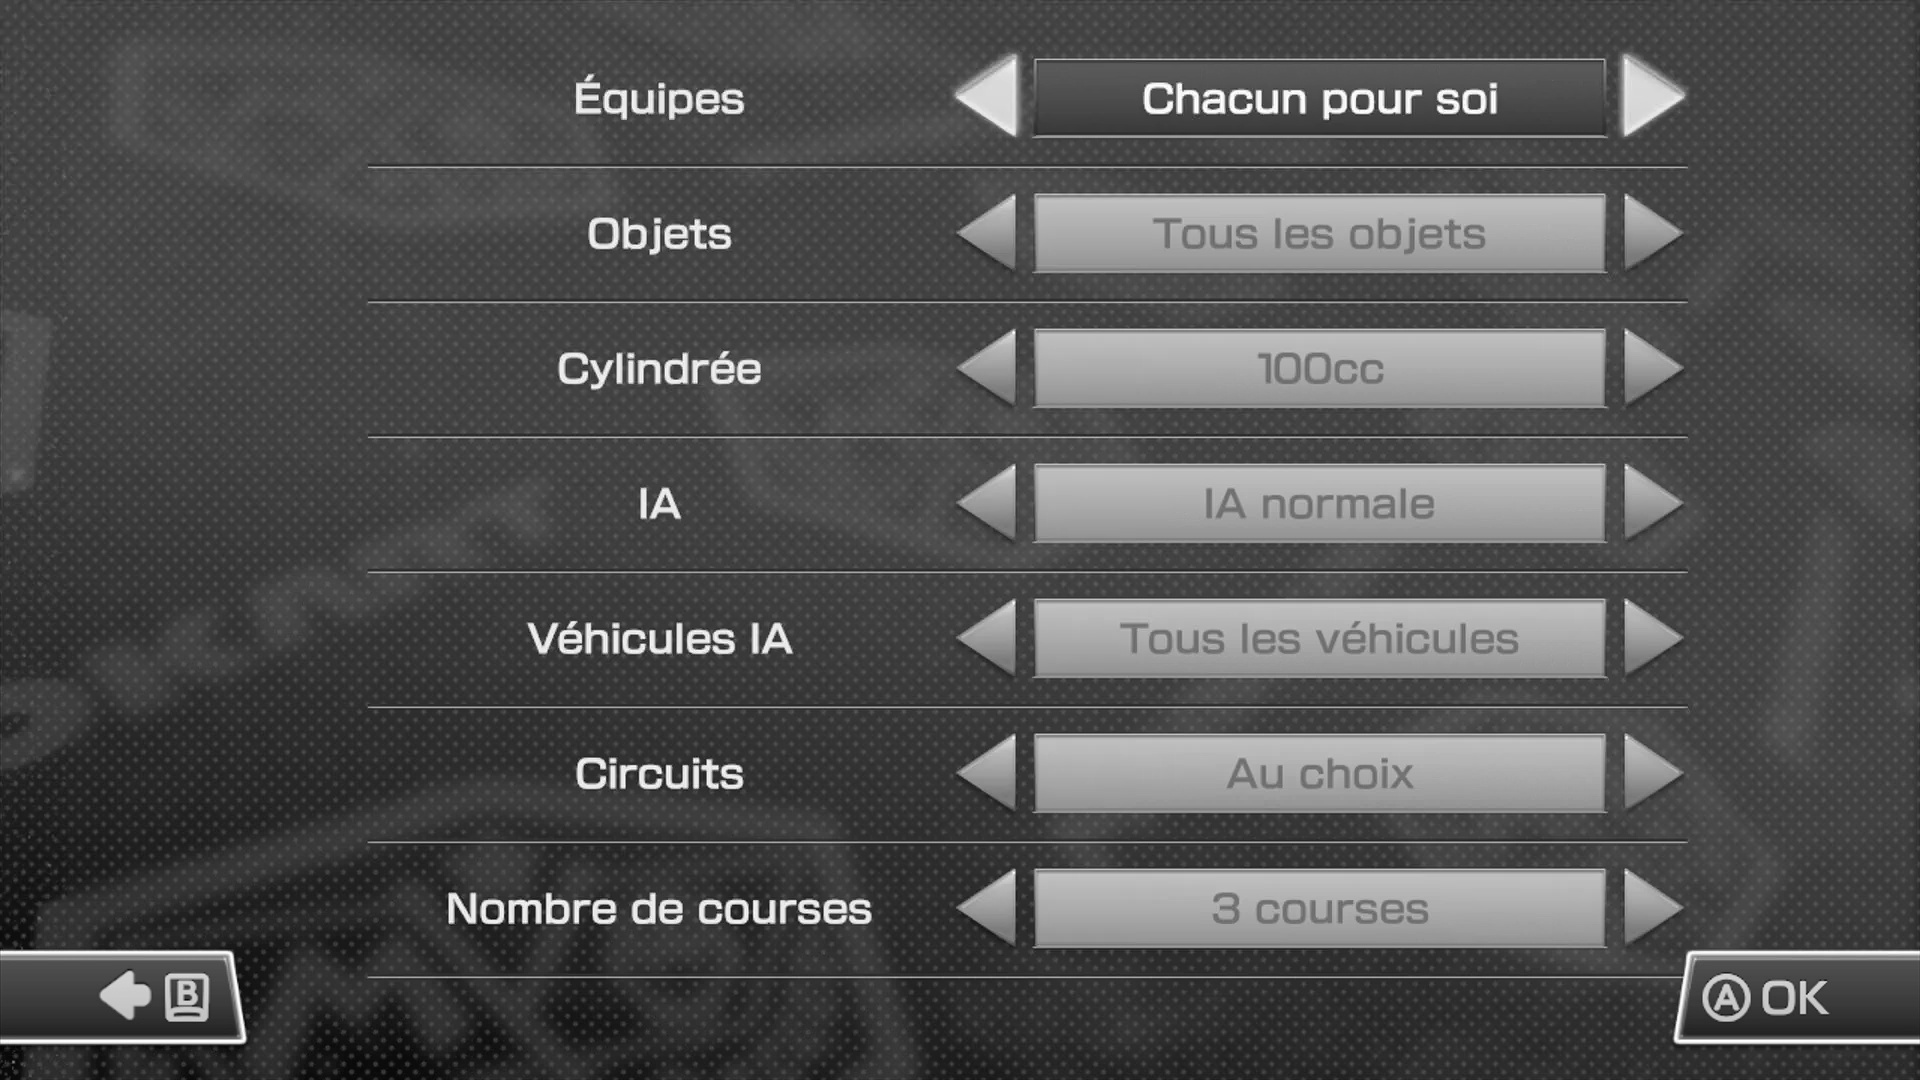 Équipes
Chacun pour soi
Objets
Tous les objets
Cylindrée
100cc
IA
IA normale
Véhicules IA
Tous les véhicules
Circuits
Au choix
Nombre de courses
3 courses
B
A OK